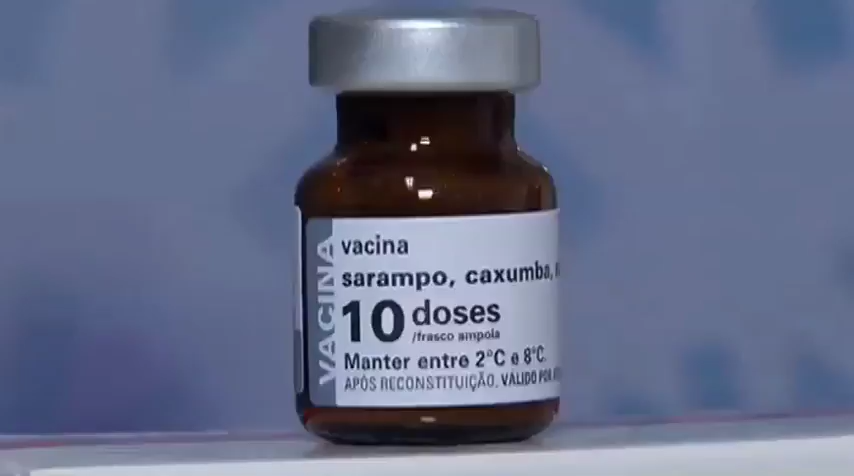 VACINA
vacina
sarampo, caxumba,
10 doses
/frasco ampola
Manter entre 2°C e 8°C.
APÓS RECONSTITUIÇÃO, VÁLIDO POR